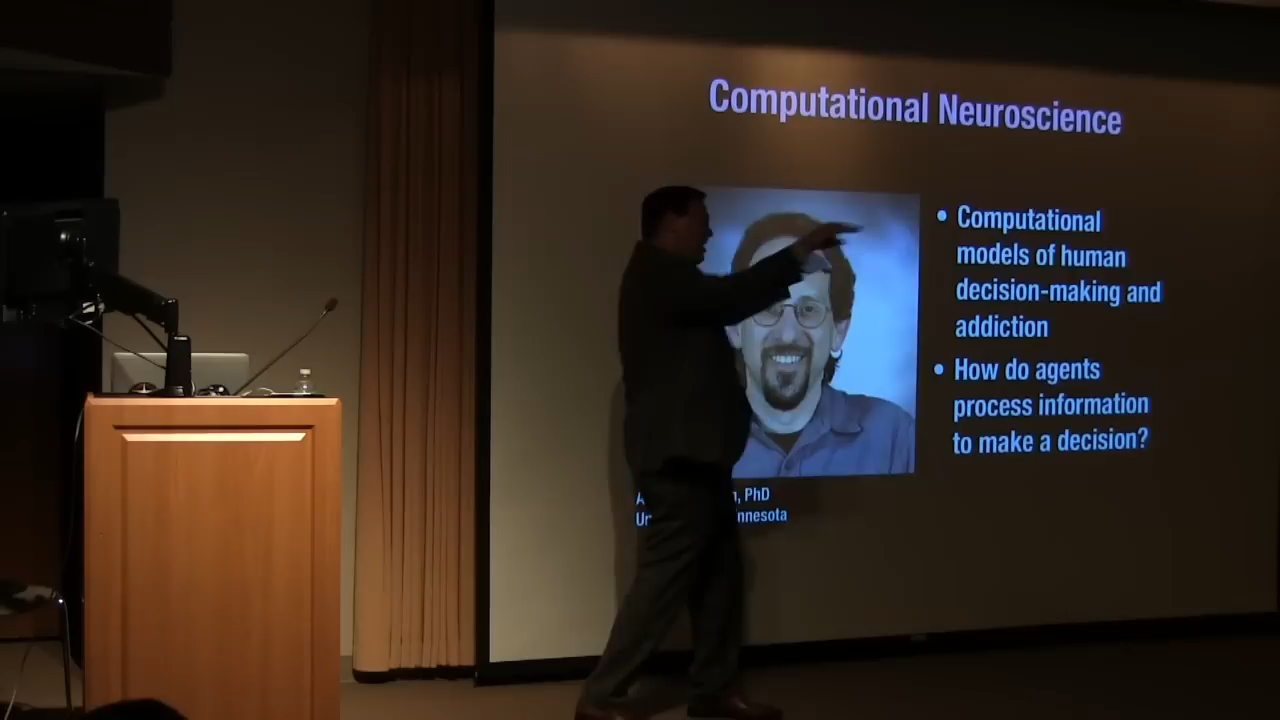 Computational Neuroscience
• Computational
models of human
decision-making and
addiction
• How do agents
process information
to make a decision?
PhD